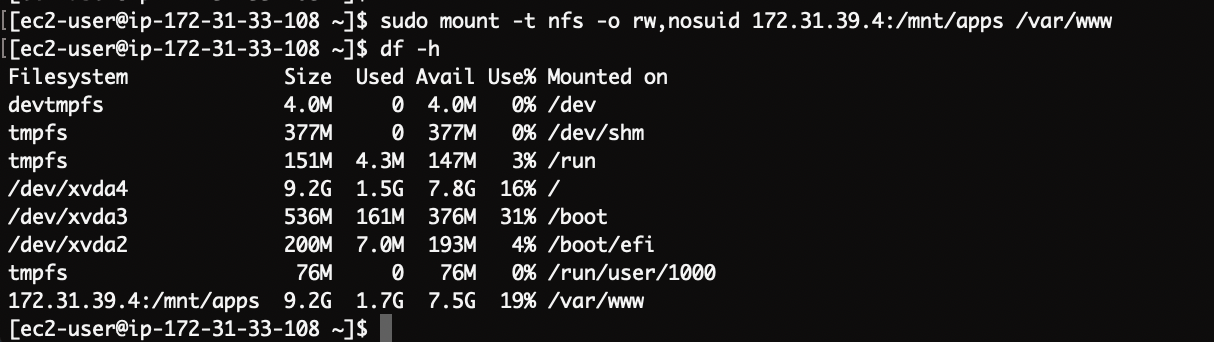 [[ec2-user@ip-172-31-33-108 ~]$ sudo mount -t nfs -o rw,nosuid 172.31.39.4:/mnt/apps /var/www
[[ec2-user@ip-172-31-33-108 ~]$ df -h
Filesystem             Size  Used Avail Use% Mounted on
devtmpfs               4.0M     0  4.0M   0% /dev
tmpfs                  377M     0  377M   0% /dev/shm
tmpfs                  151M  4.3M  147M   3% /run
/dev/xvda4             9.2G  1.5G  7.8G  16% /
/dev/xvda3             536M  161M  376M  31% /boot
/dev/xvda2             200M  7.0M  193M   4% /boot/efi
tmpfs                   76M     0   76M   0% /run/user/1000
172.31.39.4:/mnt/apps  9.2G  1.7G  7.5G  19% /var/www
[ec2-user@ip-172-31-33-108 ~]$